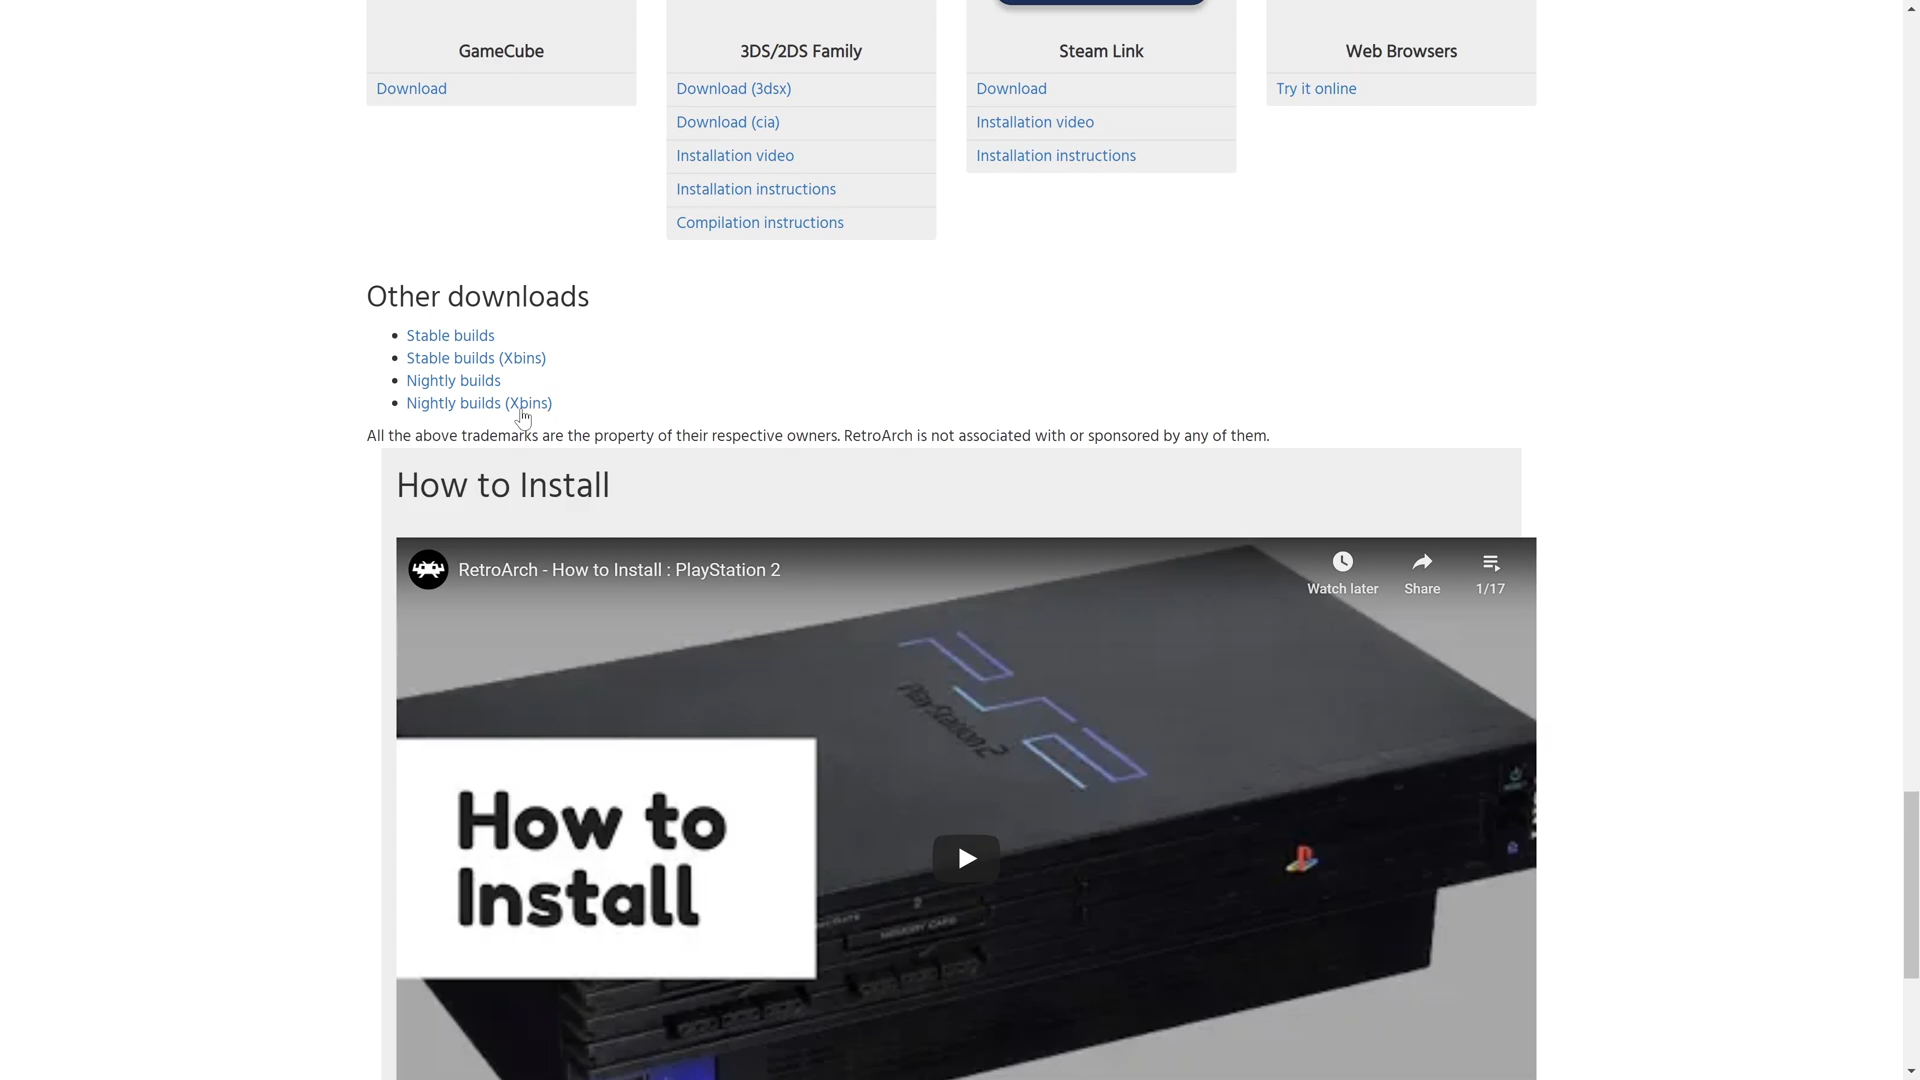 GameCube
Download
3DS/2DS Family
Download (3dsx)
Download (cia)
Installation video
Installation instructions
Compilation instructions
Steam Link
Download
Installation video
Installation instructions
Web Browsers
Try it online
Other downloads
Stable builds
Stable builds (Xbins)
Nightly builds
Nightly builds (Xbins)
All the above trademarks are the property of their respective owners. RetroArch is not associated with or sponsored by any of them.
How to Install
RetroArch - How to Install : PlayStation 2
Watch later
Share
1/17
PlayStation 2
How to
Install
2
MEMORY CARD